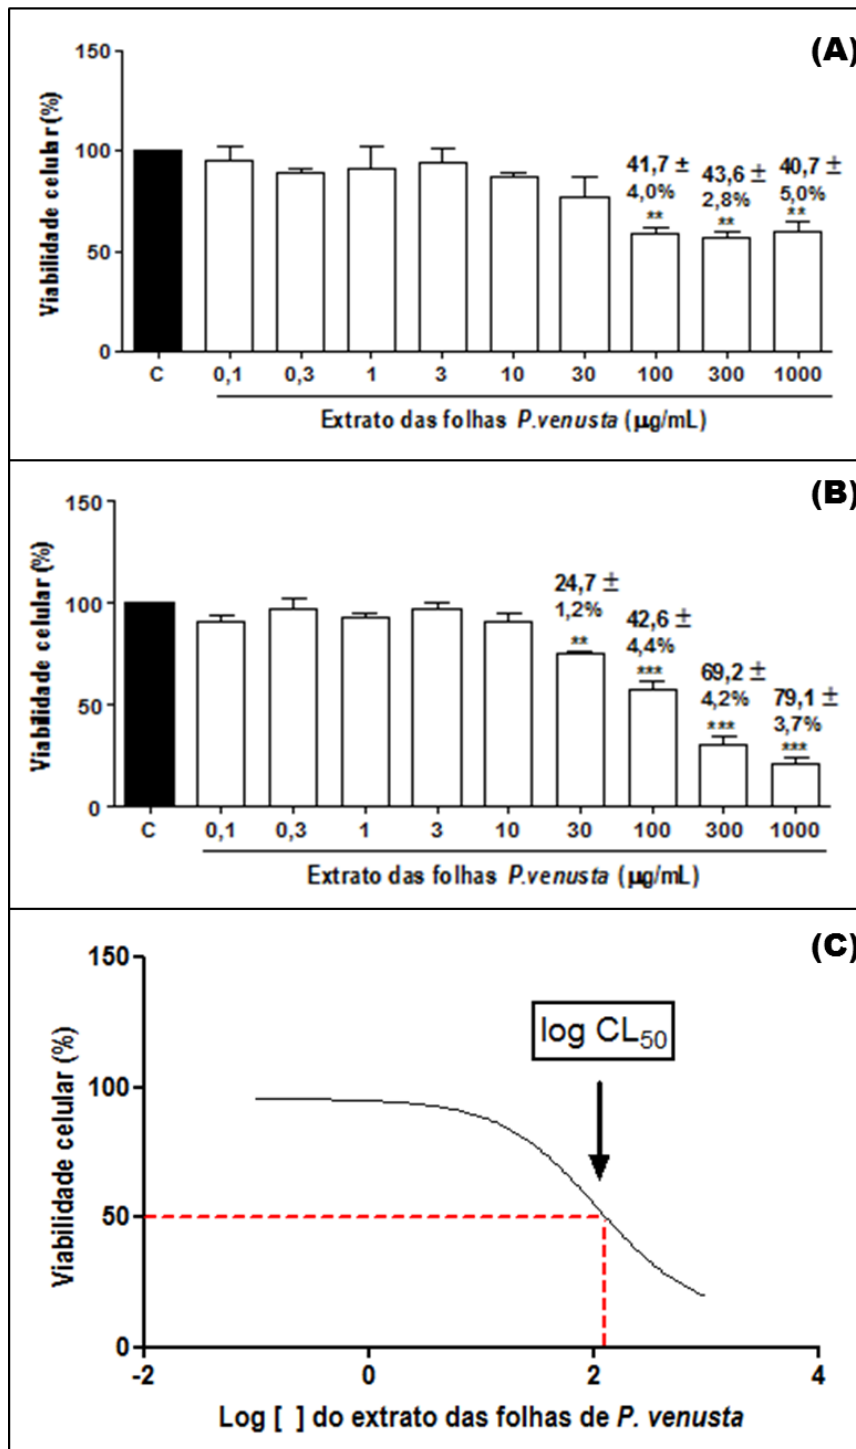 (A)
Viabilidade celular (%)
150
100
50
0
41,7 ±
4,0%
**
43,6 ±
2,8%
**
40,7 ±
5,0%
**
C 0,1 0,3 1 3 10 30 100 300 1000
Extrato das folhas P.venusta (µg/mL)
(B)
Viabilidade celular (%)
150
100
50
0
24,7 ±
1,2%
**
42,6 ±
4,4%
***
69,2 ±
4,2%
***
79,1 ±
3,7%
***
C 0,1 0,3 1 3 10 30 100 300 1000
Extrato das folhas P.venusta (µg/mL)
(C)
Viabilidade celular (%)
150
100
50
0
log CL50
-2 0 2 4
Log [ ] do extrato das folhas de P. venusta